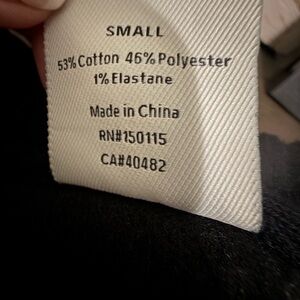 SMALL
53% Cotton 46% Polyester
1% Elastane
Made in China
RN#150115
CA#40482